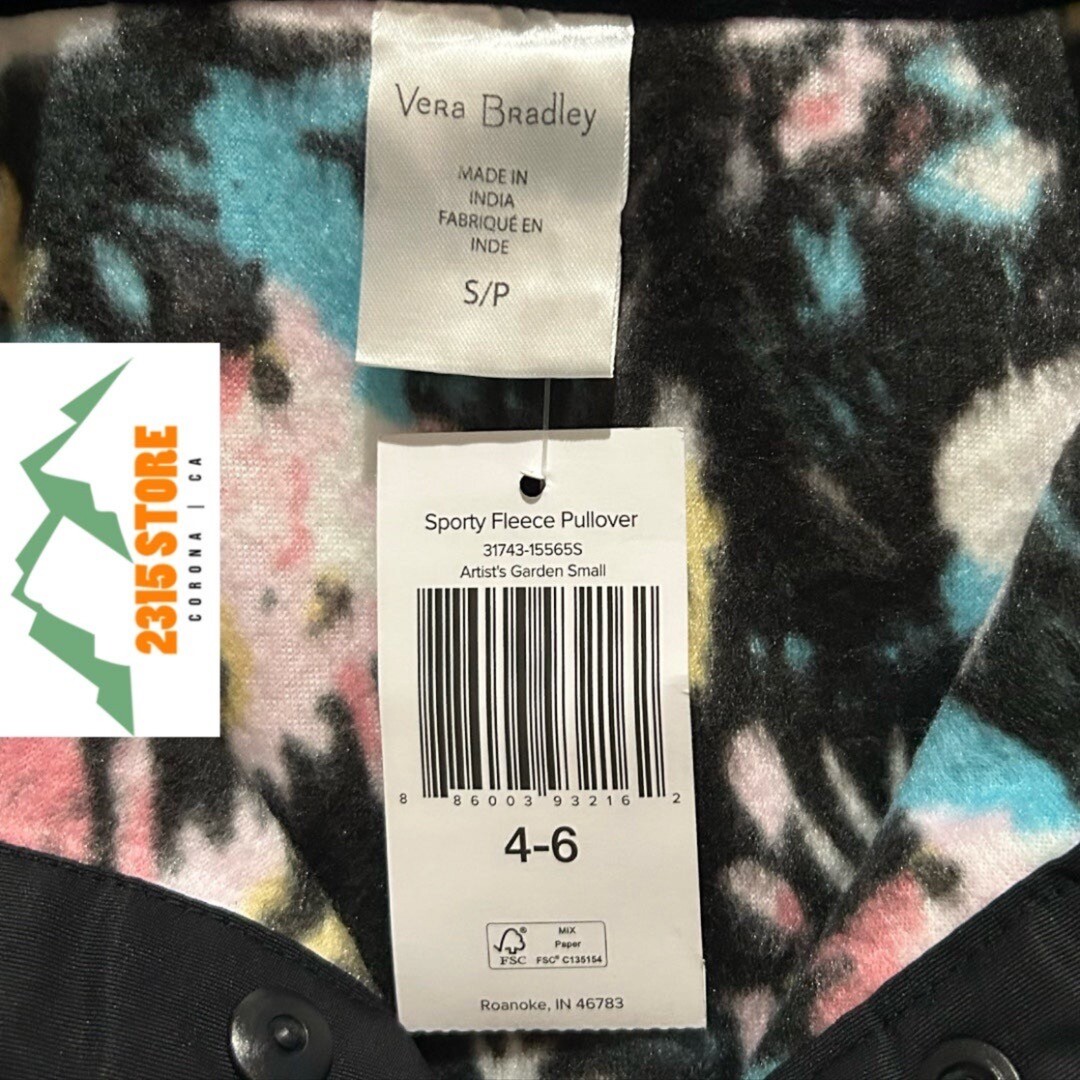 Vera Bradley
MADE IN
INDIA
FABRIQUÉ EN
INDE
S/P
2315 STORE
CORONA | CA
Sporty Fleece Pullover
31743-15565S
Artist's Garden Small
8 86003 93216 2
4-6
FSC®
MIX
Paper
FSC® C135154
Roanoke, IN 46783